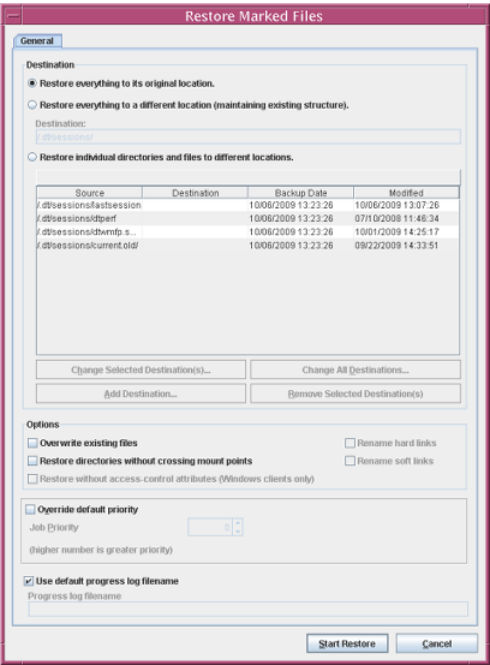 Restore Marked Files
General
Destination
Restore everything to its original location.
Restore everything to a different location (maintaining existing structure).
Destination:
/.dt/sessions/
Restore individual directories and files to different locations.
Source Destination Backup Date Modified
/.dt/sessions/lastsession 10/06/2009 13:23:26 10/06/2009 13:07:26
/.dt/sessions/dtperf 10/06/2009 13:23:26 07/10/2008 11:46:34
/.dt/sessions/dtwmfp.s... 10/06/2009 13:23:26 10/01/2009 14:25:17
/.dt/sessions/current.old/ 10/06/2009 13:23:26 09/22/2009 14:33:51
Change Selected Destination(s)... Change All Destinations...
Add Destination... Remove Selected Destination(s)
Options
Overwrite existing files Rename hard links
Restore directories without crossing mount points Rename soft links
Restore without access-control attributes (Windows clients only)
Override default priority
Job Priority 0
(higher number is greater priority)
Use default progress log filename
Progress log filename
Start Restore Cancel